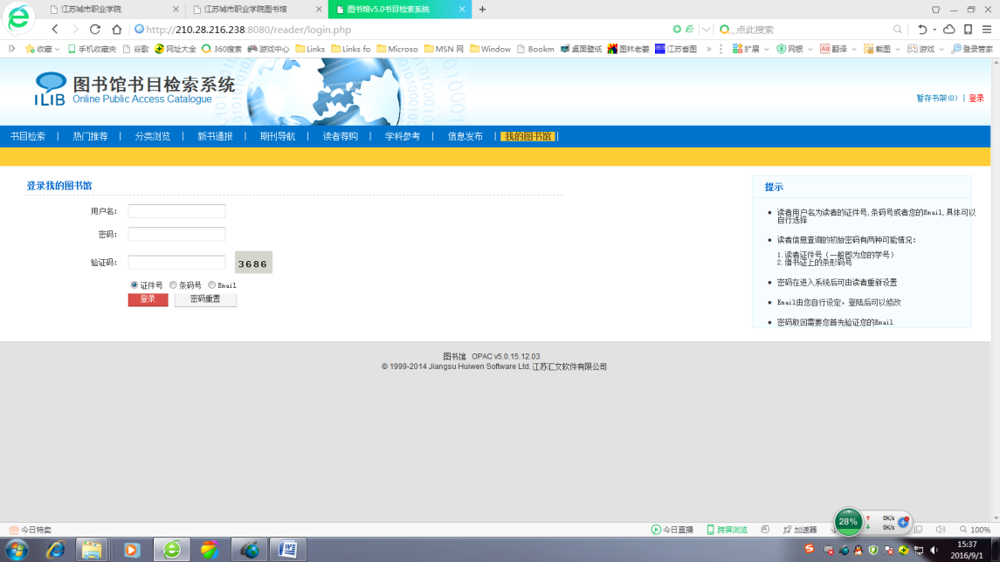 江苏城市职业学院
江苏城市职业学院图书馆
图书馆v5.0书目检索系统
http://210.28.216.238:8080/reader/login.php
点此搜索
收藏 手机收藏夹 谷歌 网址大全 360搜索 游戏中心 Links Links fo Microso MSN 网 Window Bookm 桌面壁纸 图林老姜 江苏省图 » 扩展 网银 翻译 截图 游戏 登录管家
ILIB
图书馆书目检索系统
Online Public Access Catalogue
暂存书架(0) | 登录
书目检索 | 热门推荐 | 分类浏览 | 新书通报 | 期刊导航 | 读者荐购 | 学科参考 | 信息发布 | 我的图书馆 |
登录我的图书馆
用户名:
密码:
验证码: 3686
证件号 条码号 Email
登录 密码重置
提示
读者用户名为读者的证件号,条码号或者您的Email,具体可以
自行选择
读者信息查询的初始密码有两种可能情况:
1.读者证件号（一般即为您的学号）
2.借书证上的条形码号
密码在进入系统后可由读者重新设置
Email由您自行设定，登陆后可以修改
密码取回需要您首先验证您的Email
图书馆 OPAC v5.0.15.12.03
© 1999-2014 Jiangsu Huiwen Software Ltd. 江苏汇文软件有限公司
今日特卖
今日直播 跨屏浏览 加速器 100%
28%
0K/s
0K/s
15:37
2016/9/1